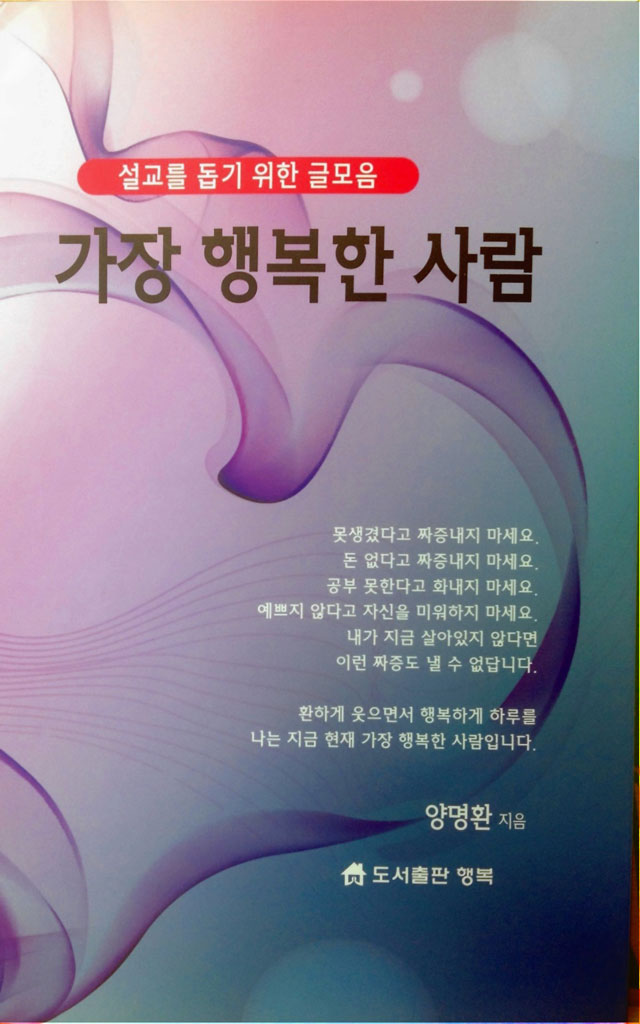 설교를 돕기 위한 글모음
가장 행복한 사람
못생겼다고 짜증내지 마세요.
돈 없다고 짜증내지 마세요.
공부 못한다고 화내지 마세요.
예쁘지 않다고 자신을 미워하지 마세요.
내가 지금 살아있지 않다면
이런 짜증도 낼 수 없답니다.
환하게 웃으면서 행복하게 하루를
나는 지금 현재 가장 행복한 사람입니다.
양명환 지음
도서출판 행복